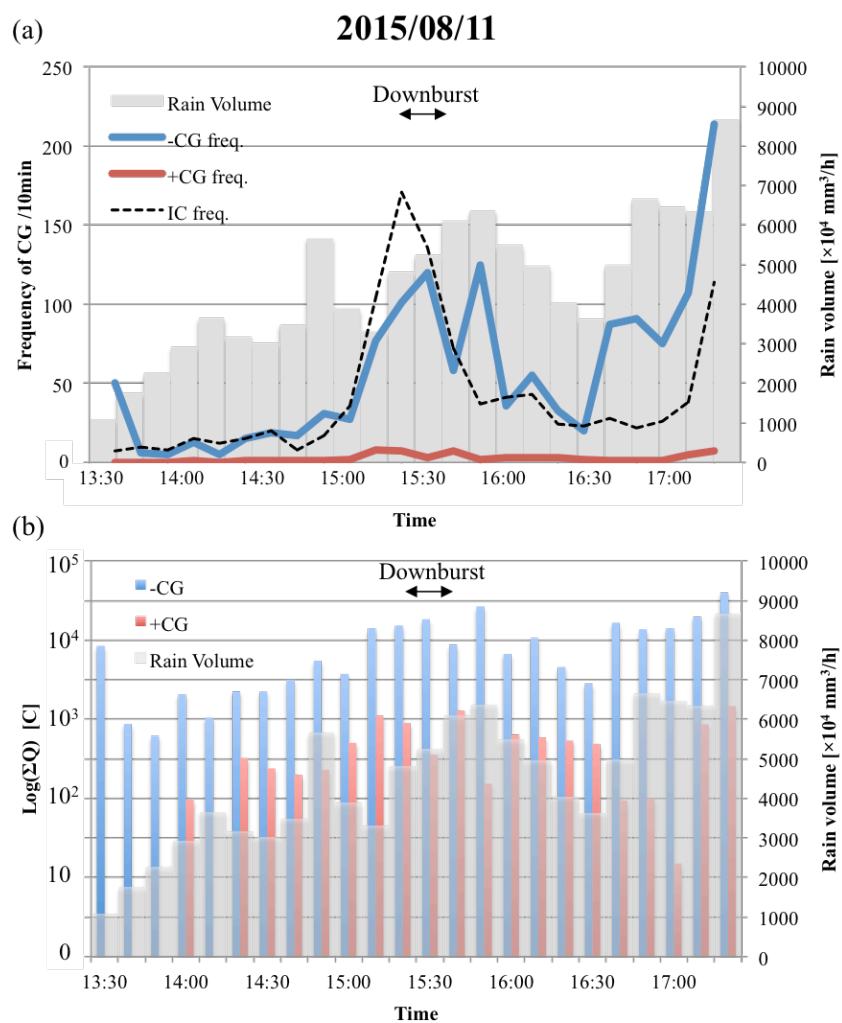 (a)
2015/08/11
250
200
150
100
50
0
Frequency of CG /10min
Downburst
Rain Volume
-CG freq.
+CG freq.
IC freq.
10000
9000
8000
7000
6000
5000
4000
3000
2000
1000
0
Rain volume [×10⁴ mm³/h]
13:30 14:00 14:30 15:00 15:30 16:00 16:30 17:00
Time
(b)
10⁵
10⁴
10³
10²
10
0
Log(ΣQ) [C]
Downburst
-CG
+CG
Rain Volume
10000
9000
8000
7000
6000
5000
4000
3000
2000
1000
0
Rain volume [×10⁴ mm³/h]
13:30 14:00 14:30 15:00 15:30 16:00 16:30 17:00
Time